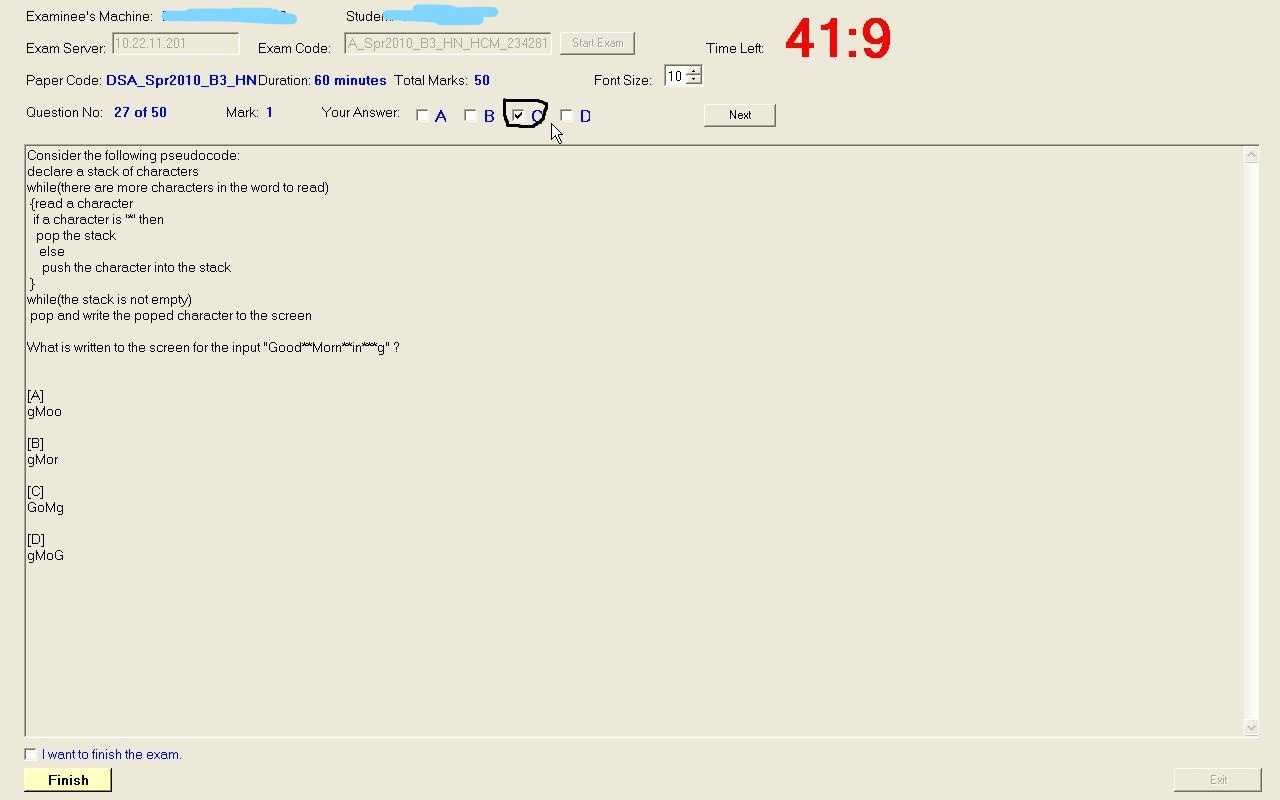 Examinee's Machine: Studen
Exam Server: 10.22.11.201 Exam Code: A_Spr2010_B3_HN_HCM_234281 Start Exam Time Left: 41:9
Paper Code: DSA_Spr2010_B3_HN Duration: 60 minutes Total Marks: 50 Font Size: 10
Question No: 27 of 50 Mark: 1 Your Answer: A B C D Next
Consider the following pseudocode:
declare a stack of characters
while(there are more characters in the word to read)
{read a character
if a character is '*' then
pop the stack
else
push the character into the stack
}
while(the stack is not empty)
pop and write the poped character to the screen
What is written to the screen for the input "Good**Morn**in***g" ?
[A]
gMoo
[B]
gMor
[C]
GoMg
[D]
gMoG
I want to finish the exam.
Finish Exit